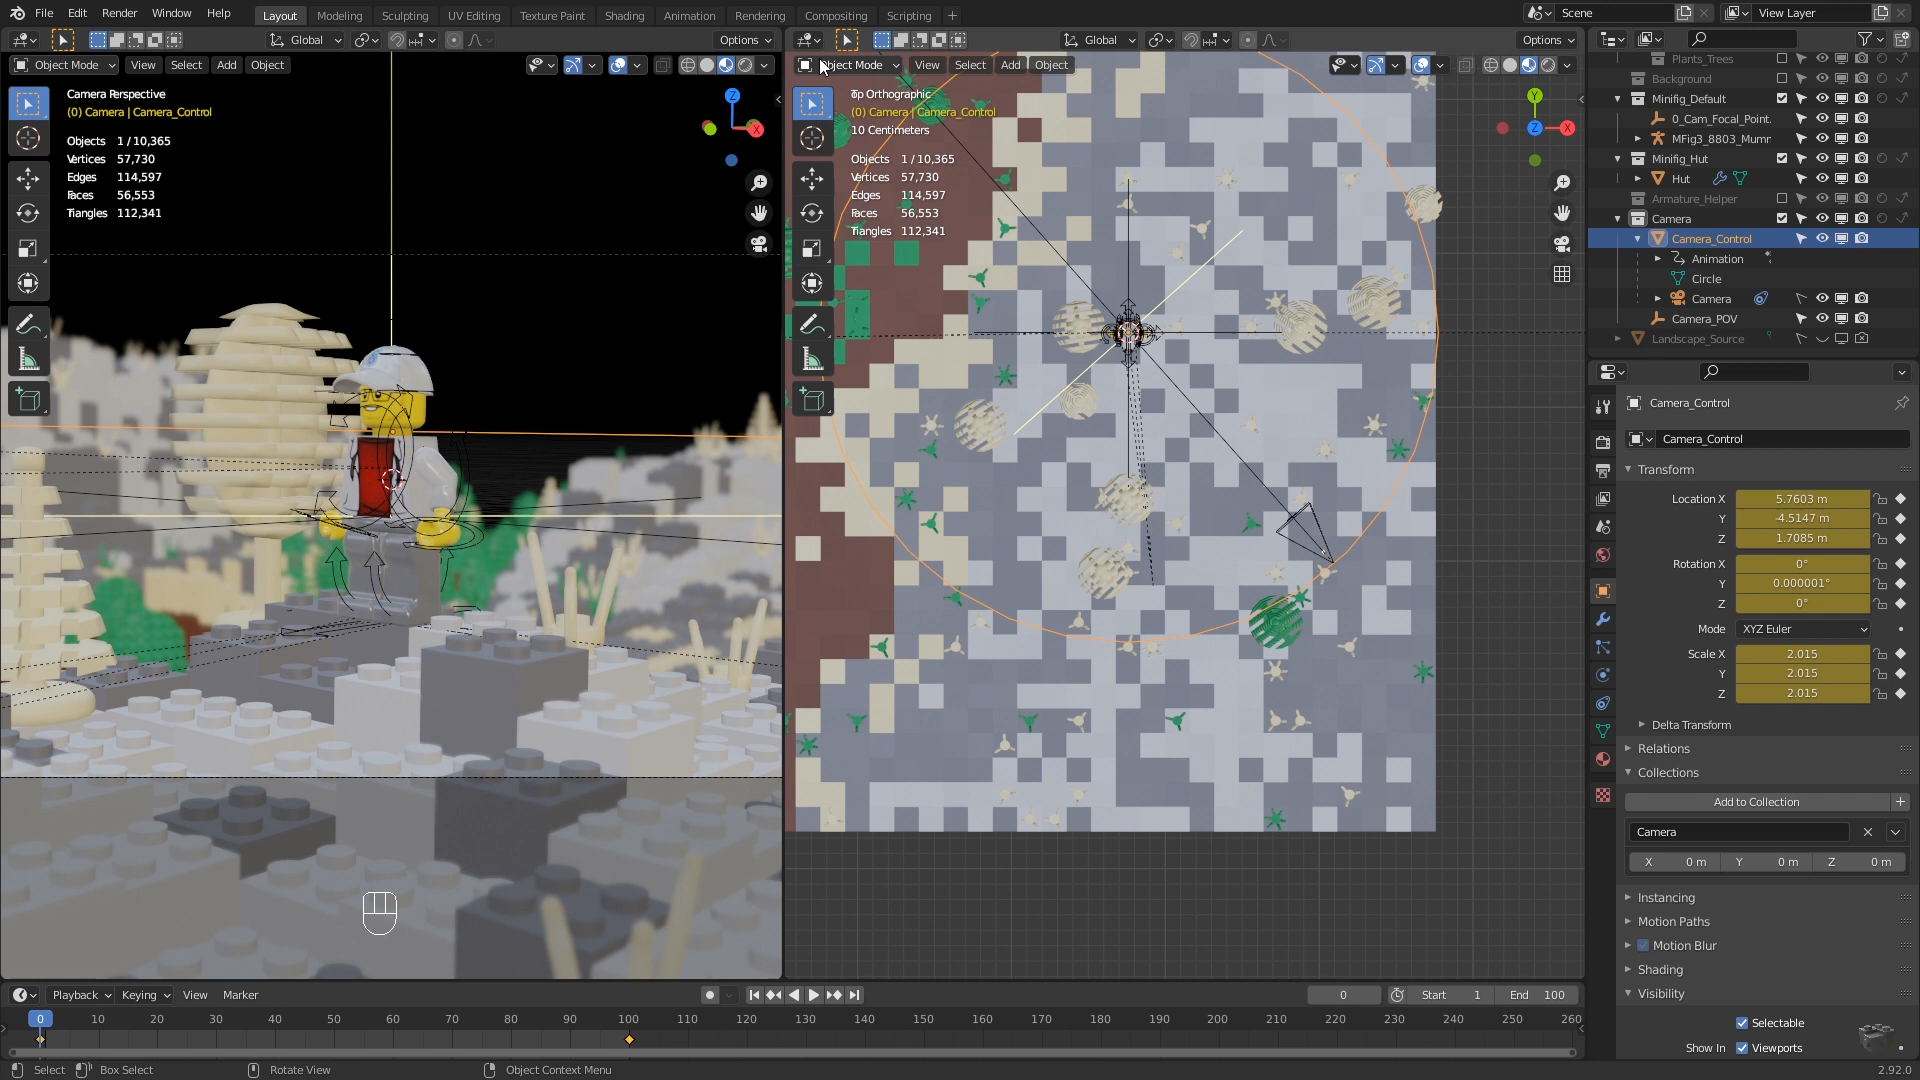 File Edit Render Window Help Layout Modeling Sculpting UV Editing Texture Paint Shading Animation Rendering Compositing Scripting + Scene View Layer
Global Options Global Options
Object Mode View Select Add Object Object Mode View Select Add Object
Camera Perspective
(0) Camera | Camera_Control
Objects 1 / 10,365
Vertices 57,730
Edges 114,597
Faces 56,553
Triangles 112,341
Z
X
Top Orthographic
(0) Camera | Camera_Control
10 Centimeters
Objects 1 / 10,365
Vertices 57,730
Edges 114,597
Faces 56,553
Triangles 112,341
Y
Z X
Plants_Trees
Background
Minifig_Default
0_Cam_Focal_Point.
MFig3_8803_Mumr
Minifig_Hut
Hut
Armature_Helper
Camera
Camera_Control
Animation
Circle
Camera
Camera_POV
Landscape_Source
Camera_Control
Camera_Control
Transform
Location X 5.7603 m
Y -4.5147 m
Z 1.7085 m
Rotation X 0°
Y 0.000001°
Z 0°
Mode XYZ Euler
Scale X 2.015
Y 2.015
Z 2.015
Delta Transform
Relations
Collections
Add to Collection +
Camera
X 0 m Y 0 m Z 0 m
Instancing
Motion Paths
Motion Blur
Shading
Visibility
Selectable
Show In Viewports
Playback Keying View Marker 0 Start 1 End 100
0 10 20 30 40 50 60 70 80 90 100 110 120 130 140 150 160 170 180 190 200 210 220 230 240 250 260
Select Box Select Rotate View Object Context Menu 2.92.0